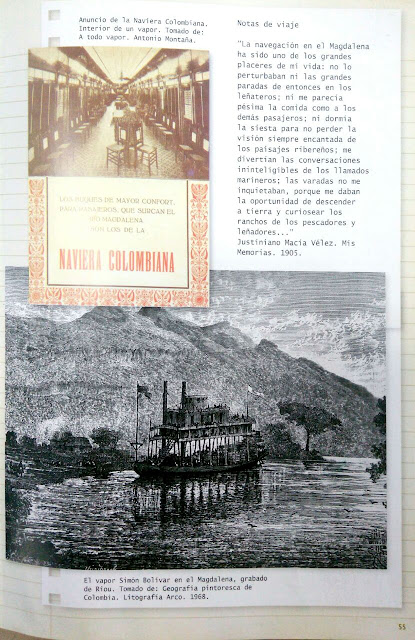 Anuncio de la Naviera Colombiana.
Interior de un vapor. Tomado de:
A todo vapor. Antonio Montaña.
LOS BUQUES DE MAYOR CONFORT,
PARA PASAJEROS, QUE SURCAN EL
RIO MAGDALENA
SON LOS DE LA
NAVIERA COLOMBIANA
Notas de viaje
"La navegación en el Magdalena
ha sido uno de los grandes
placeres de mi vida: no lo
perturbaban ni las grandes
paradas de entonces en los
leñateros; ni me parecía
pésima la comida como a los
demás pasajeros; ni dormía
la siesta para no perder la
visión siempre encantada de
los paisajes ribereños; me
divertían las conversaciones
ininteligibles de los llamados
marineros; las varadas no me
inquietaban, porque me daban
la oportunidad de descender
a tierra y curiosear los
ranchos de los pescadores y
leñadores..."
Justiniano Macía Vélez. Mis
Memorias. 1905.
El vapor Simón Bolívar en el Magdalena, grabado
de Riou. Tomado de: Geografía pintoresca de
Colombia. Litografía Arco. 1968.
55